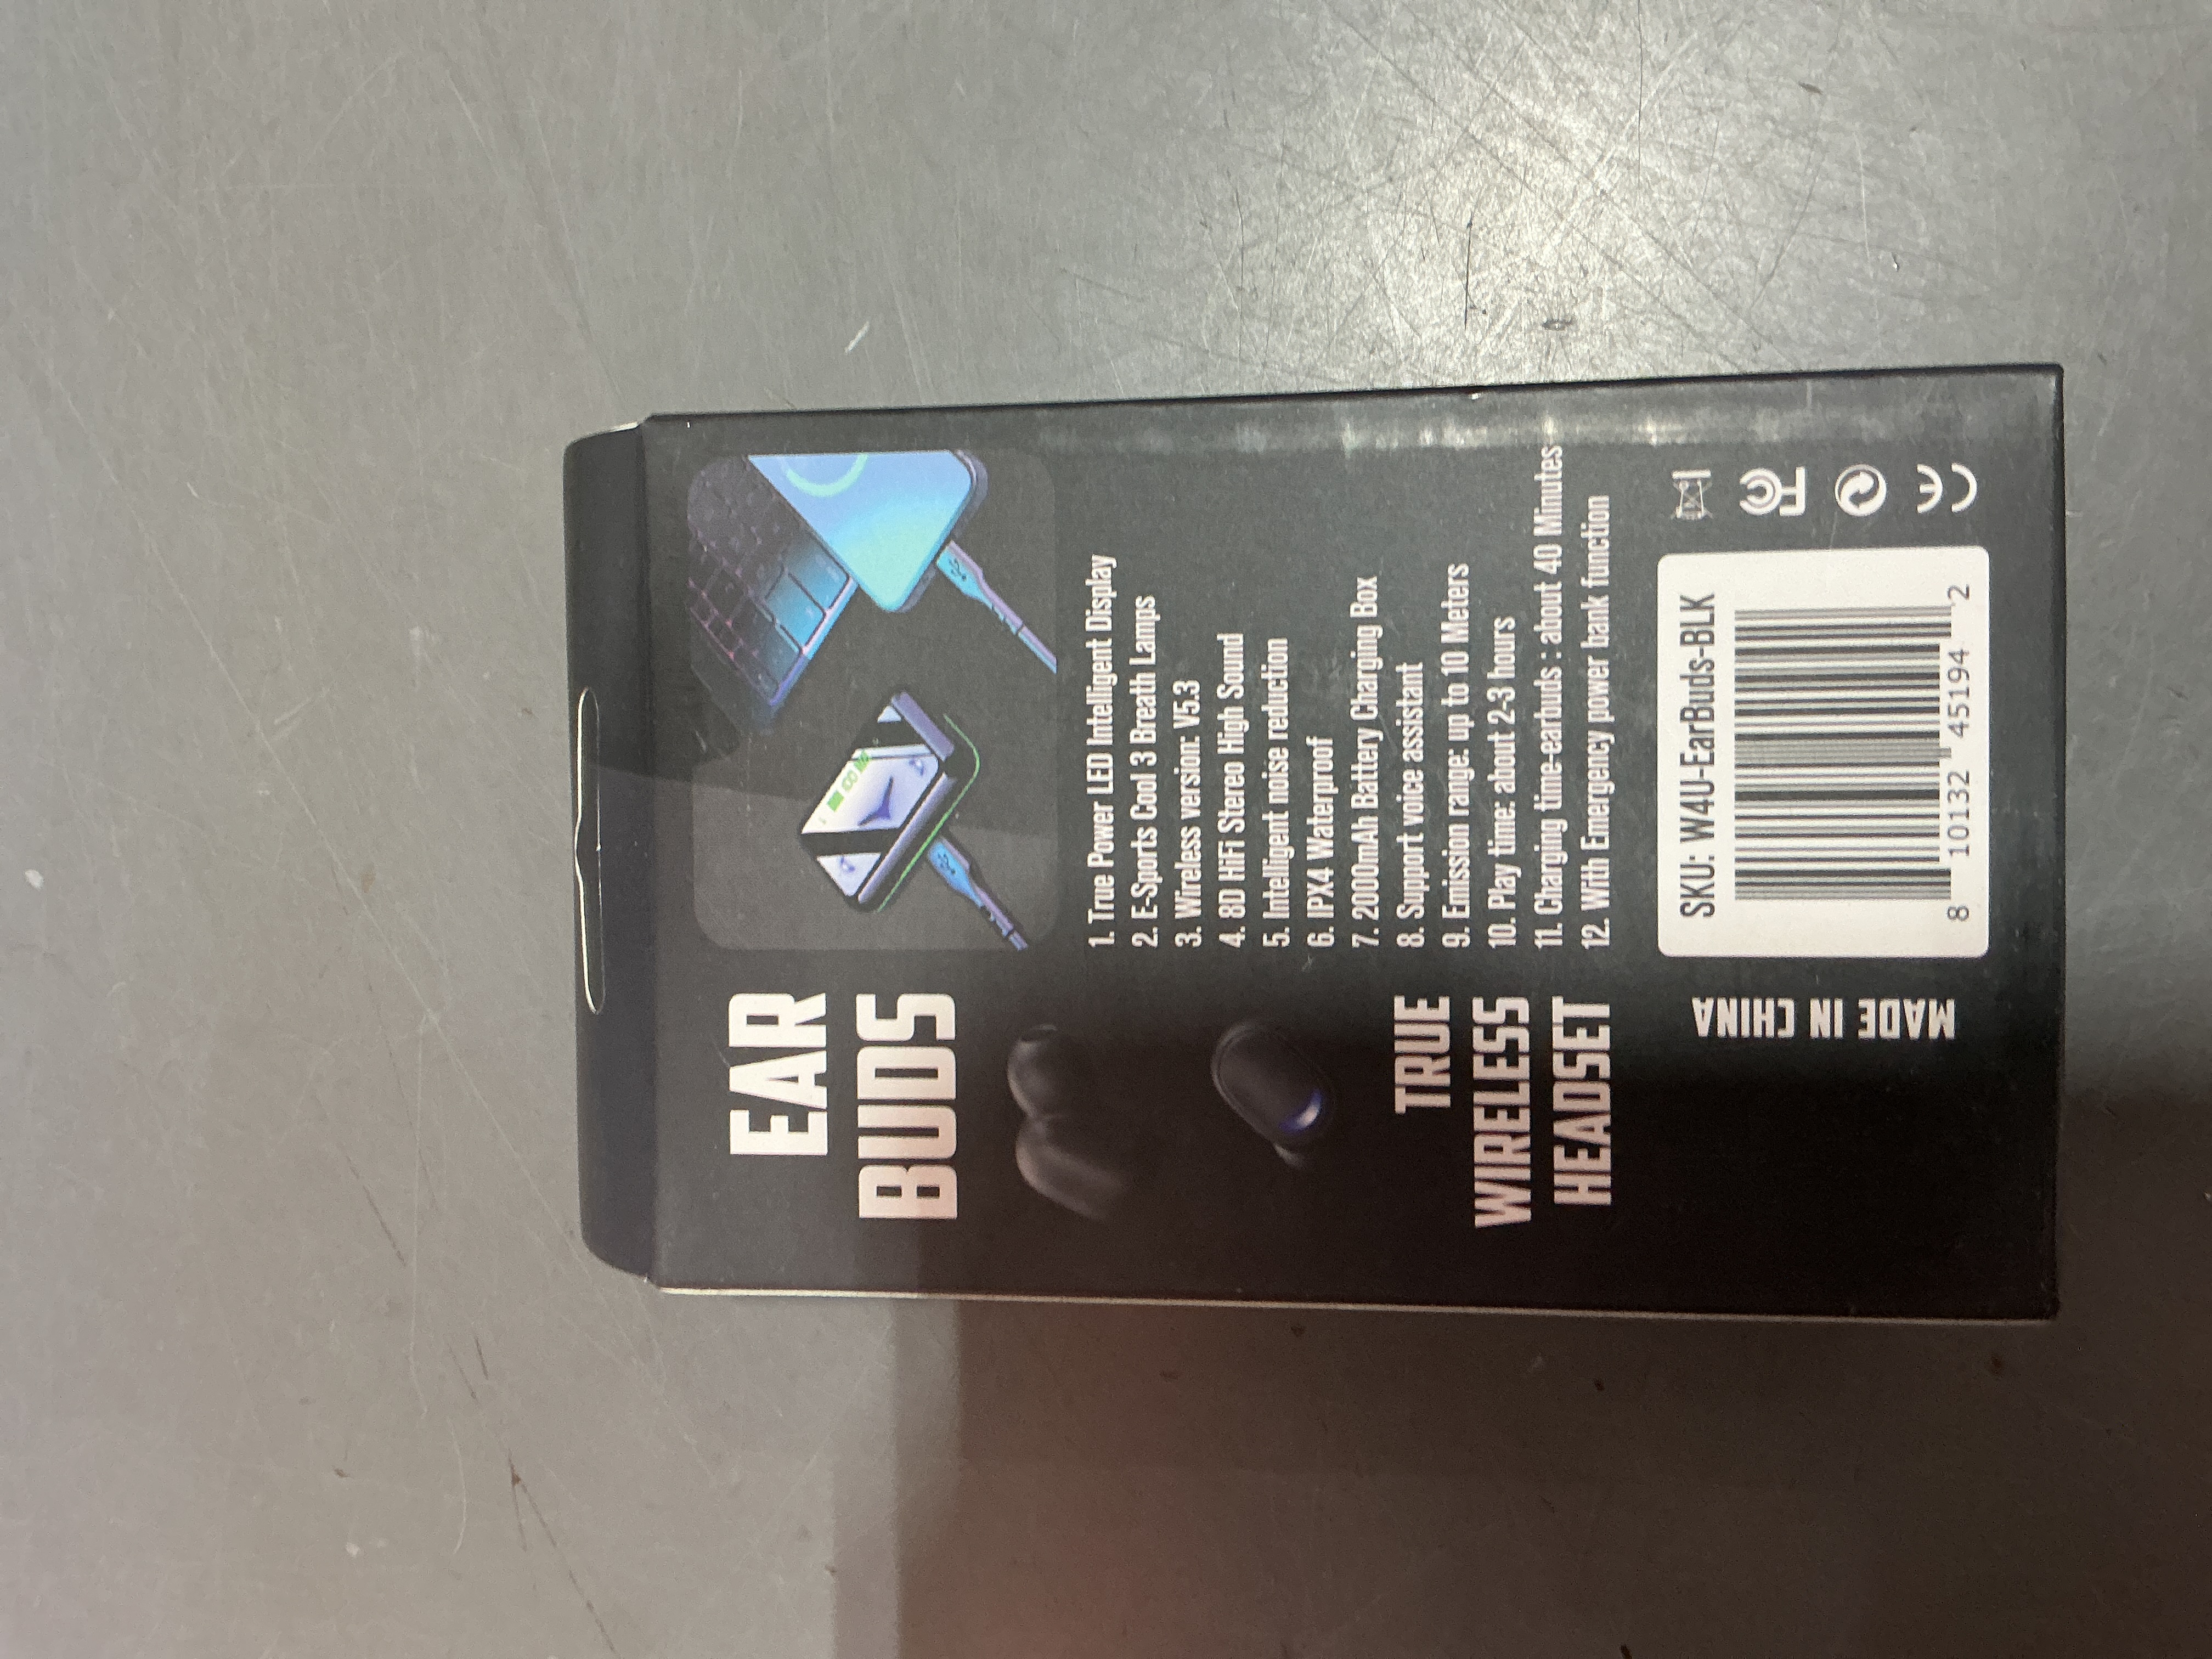 EAR
BUDS
TRUE
WIRELESS
HEADSET
1. True Power LED Intelligent Display
2. E-Sports Cool 3 Breath Lamps
3. Wireless version: V5.3
4. 8D HiFi Stereo High Sound
5. Intelligent noise reduction
6. IPX4 Waterproof
7. 2000mAh Battery Charging Box
8. Support voice assistant
9. Emission range: up to 10 Meters
10. Play time: about 2-3 hours
11. Charging time-earbuds : about 40 Minutes
12. With Emergency power bank function
MADE IN CHINA
SKU: W4U-EarBuds-BLK
8 10132 45194 2
FC
CE
100